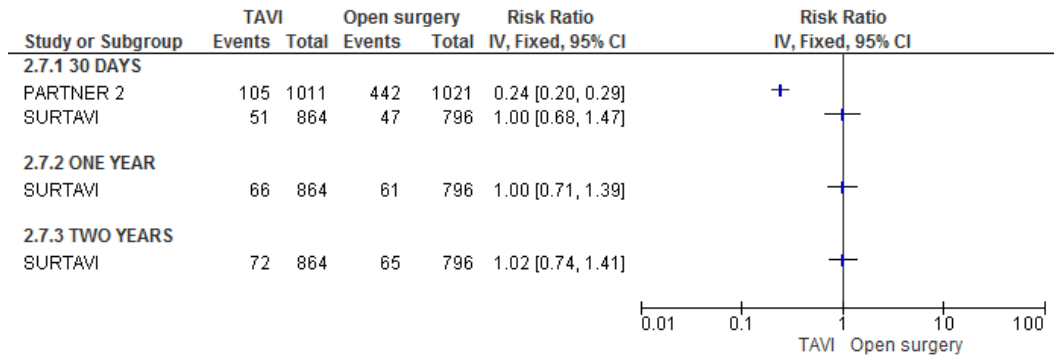 TAVI Open surgery Risk Ratio Risk Ratio
Study or Subgroup Events Total Events Total IV, Fixed, 95% CI IV, Fixed, 95% CI
2.7.1 30 DAYS
PARTNER 2 105 1011 442 1021 0.24 [0.20, 0.29]
SURTAVI 51 864 47 796 1.00 [0.68, 1.47]
2.7.2 ONE YEAR
SURTAVI 66 864 61 796 1.00 [0.71, 1.39]
2.7.3 TWO YEARS
SURTAVI 72 864 65 796 1.02 [0.74, 1.41]
0.01 0.1 1 10 100
TAVI Open surgery